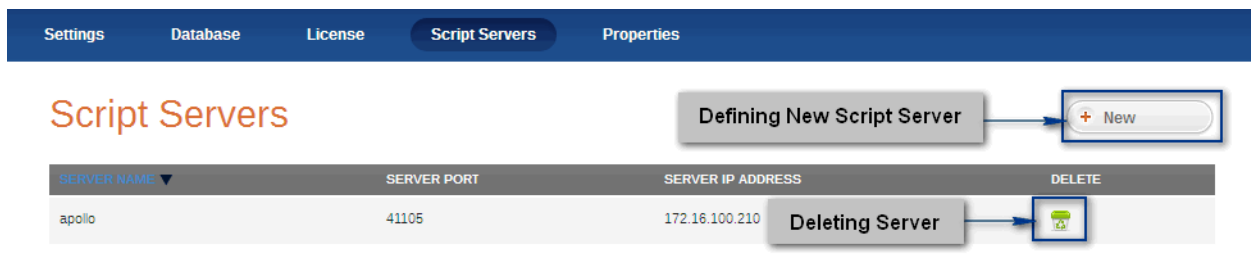 Settings Database License Script Servers Properties
Script Servers
Defining New Script Server
+ New
SERVER NAME ▼ SERVER PORT SERVER IP ADDRESS DELETE
apollo 41105 172.16.100.210
Deleting Server